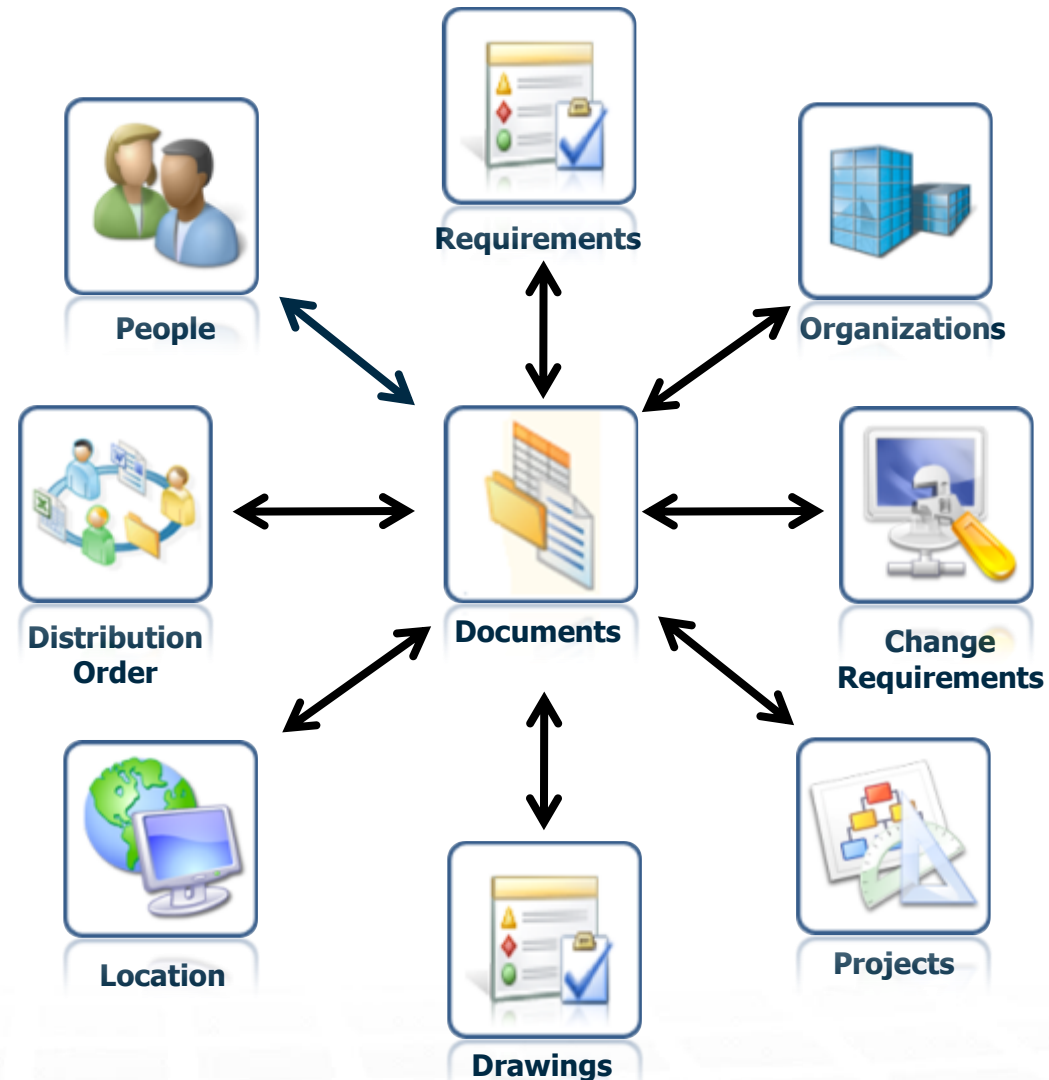 Requirements
People
Organizations
Documents
Distribution
Order
Change
Requirements
Location
Projects
Drawings